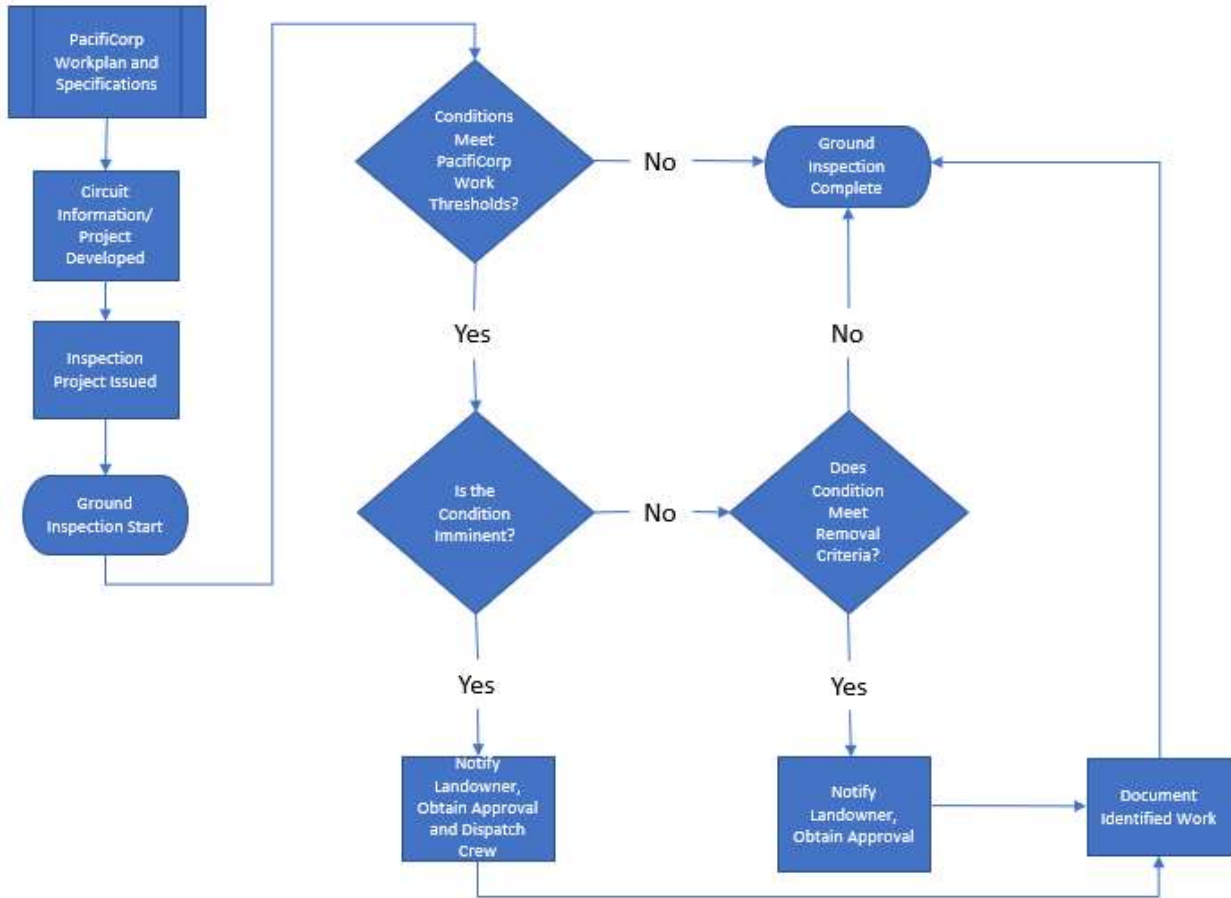 PacifiCorp
Workplan and
Specifications
Circuit
Information/
Project
Developed
Inspection
Project Issued
Ground
Inspection Start
Conditions
Meet
PacifiCorp
Work
Thresholds?
No
Ground
Inspection
Complete
Yes
No
Is the
Condition
Imminent?
No
Does
Condition
Meet
Removal
Criteria?
Yes
Yes
Notify
Landowner,
Obtain Approval
and Dispatch
Crew
Notify
Landowner,
Obtain Approval
Document
Identified Work